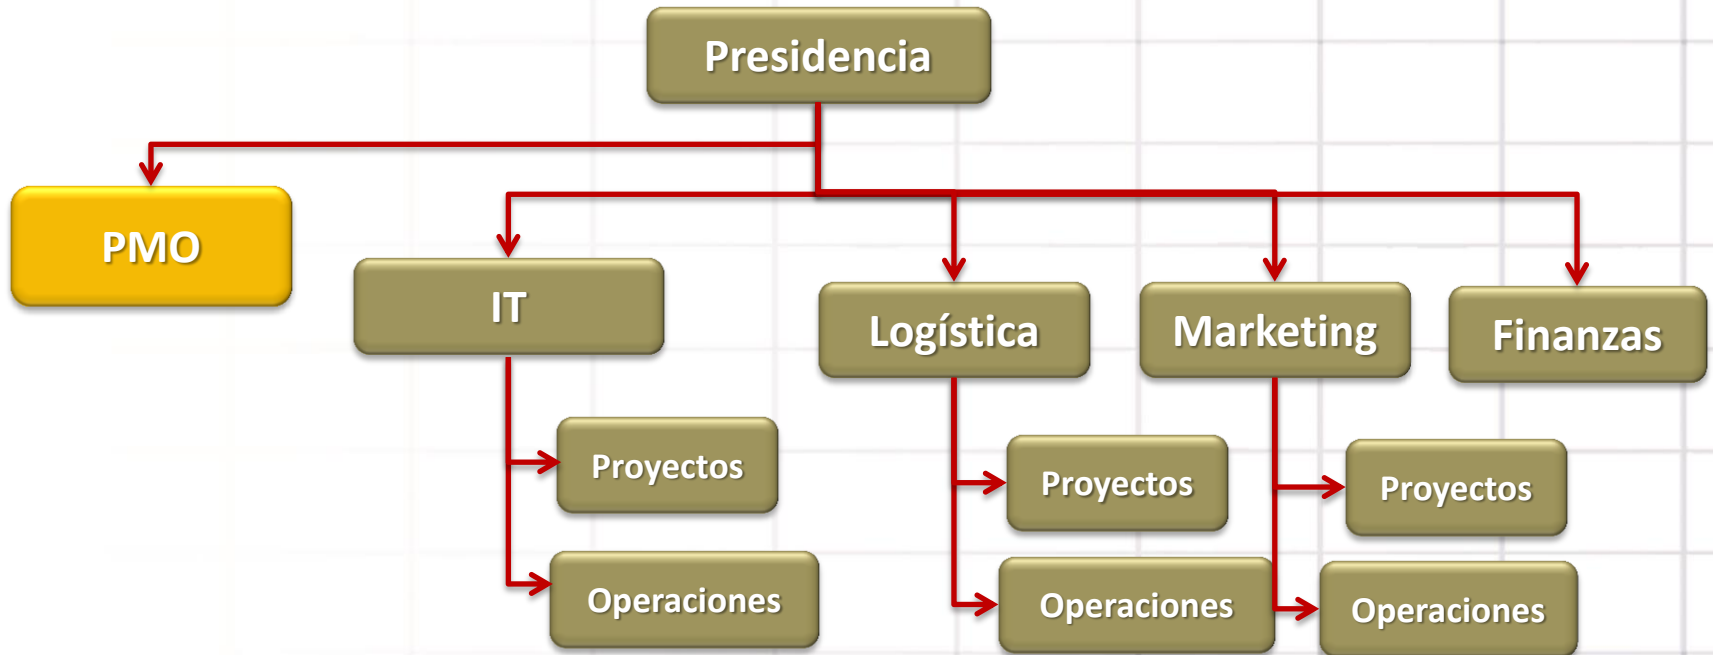 Presidencia
PMO
IT
Logística
Marketing
Finanzas
Proyectos
Proyectos
Proyectos
Operaciones
Operaciones
Operaciones